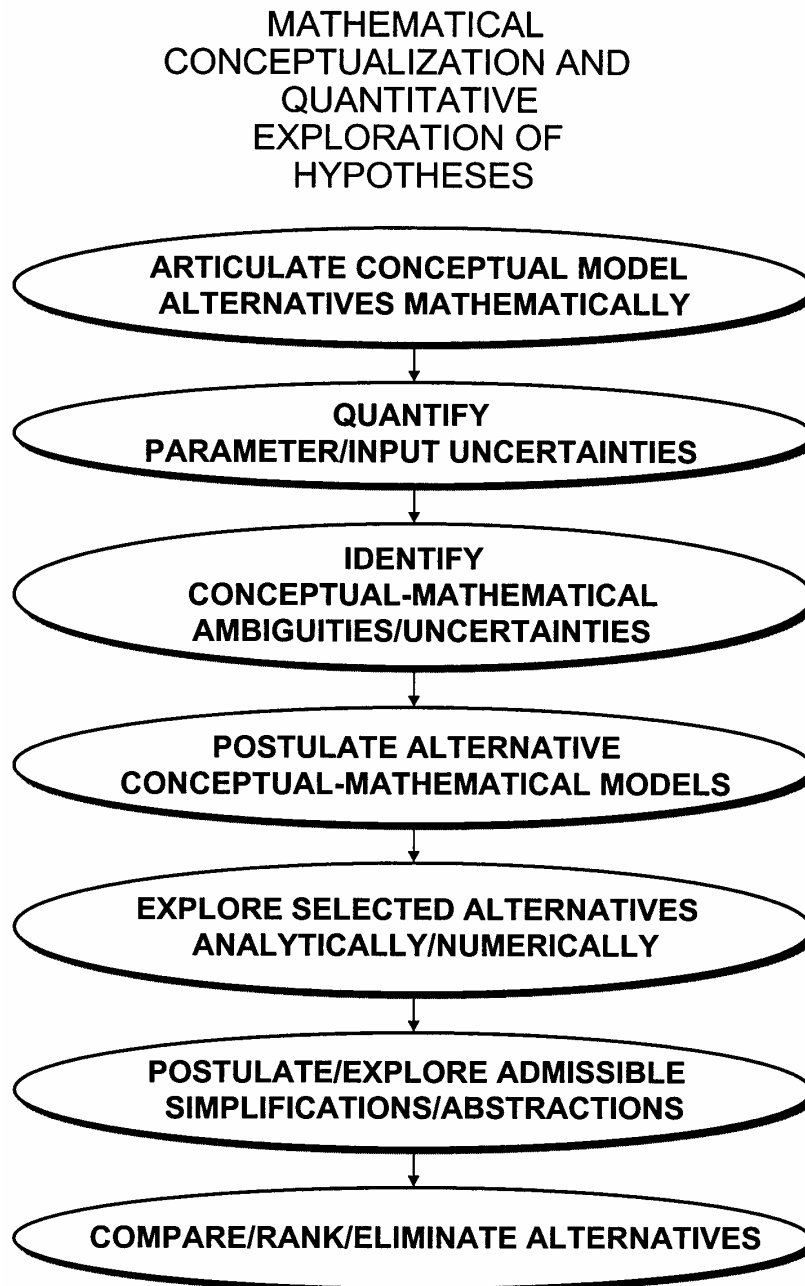 MATHEMATICAL
CONCEPTUALIZATION AND
QUANTITATIVE
EXPLORATION OF
HYPOTHESES
ARTICULATE CONCEPTUAL MODEL
ALTERNATIVES MATHEMATICALLY
QUANTIFY
PARAMETER/INPUT UNCERTAINTIES
IDENTIFY
CONCEPTUAL-MATHEMATICAL
AMBIGUITIES/UNCERTAINTIES
POSTULATE ALTERNATIVE
CONCEPTUAL-MATHEMATICAL MODELS
EXPLORE SELECTED ALTERNATIVES
ANALYTICALLY/NUMERICALLY
POSTULATE/EXPLORE ADMISSIBLE
SIMPLIFICATIONS/ABSTRACTIONS
COMPARE/RANK/ELIMINATE ALTERNATIVES